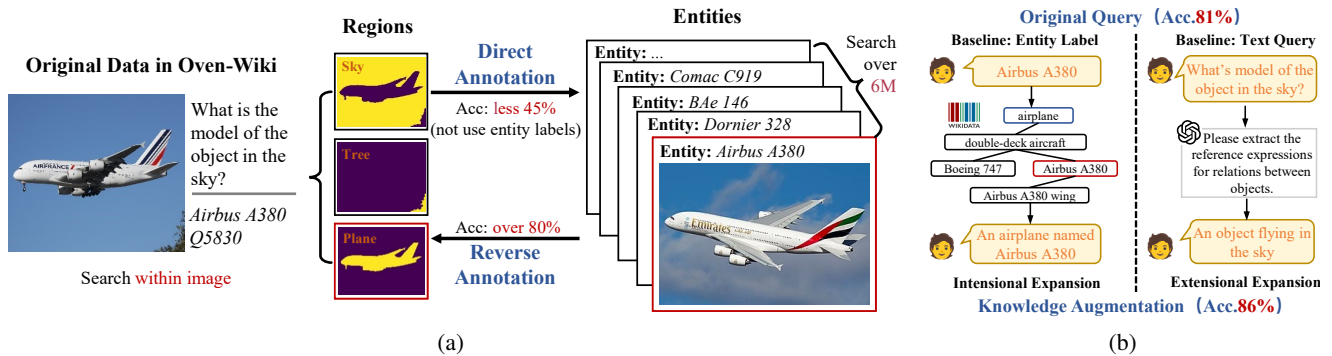 Original Data in Oven-Wiki
AIRFRANCE
What is the
model of the
object in the
sky?
Airbus A380
Q5830
Search within image
Regions
Sky
Tree
Plane
Direct
Annotation
Acc: less 45%
(not use entity labels)
Acc: over 80%
Reverse
Annotation
Entities
Entity: ...
Entity: Comac C919
Entity: BAe 146
Entity: Dornier 328
Entity: Airbus A380
Emirates
Search
over
6M
(a)
Original Query (Acc.81%)
Baseline: Entity Label
Airbus A380
WIKIDATA
airplane
double-deck aircraft
Boeing 747
Airbus A380
Airbus A380 wing
An airplane named
Airbus A380
Intensional Expansion
Baseline: Text Query
What's model of the
object in the sky?
Please extract the
reference expressions
for relations between
objects.
An object flying in
the sky
Extensional Expansion
Knowledge Augmentation (Acc.86%)
(b)